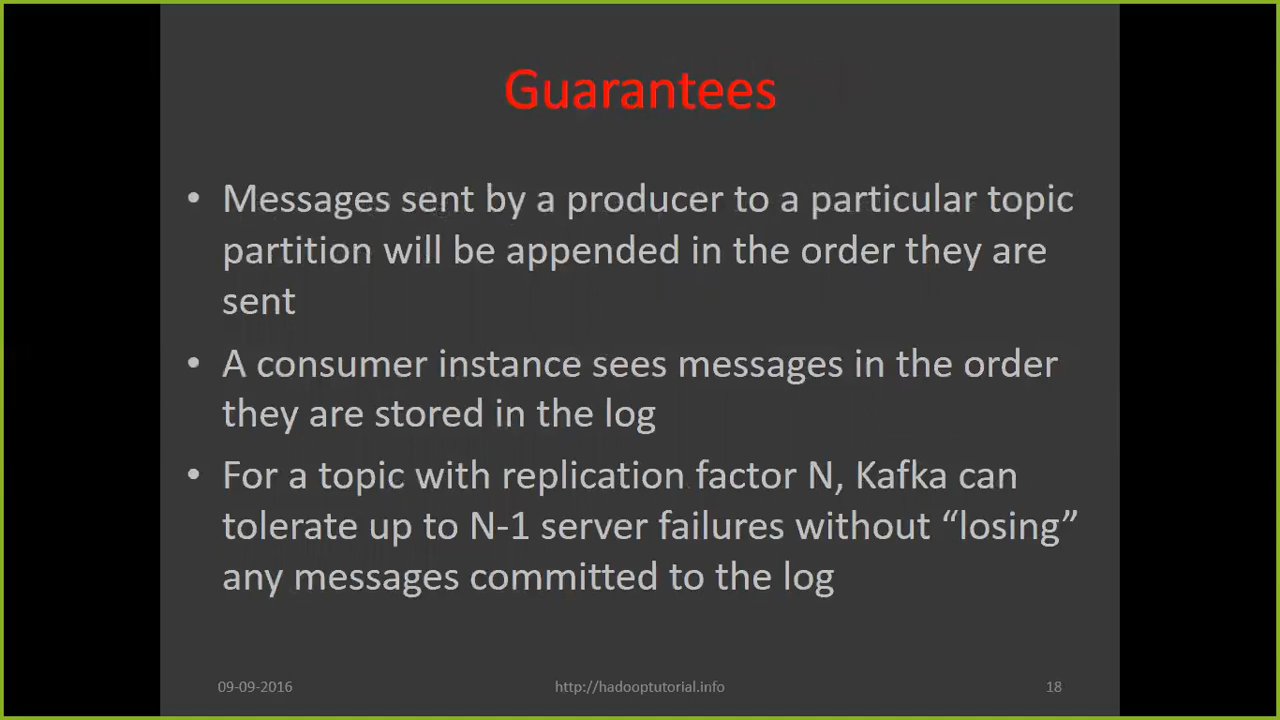 Guarantees
• Messages sent by a producer to a particular topic
partition will be appended in the order they are
sent
• A consumer instance sees messages in the order
they are stored in the log
• For a topic with replication factor N, Kafka can
tolerate up to N-1 server failures without “losing”
any messages committed to the log
09-09-2016 http://hadooptutorial.info 18